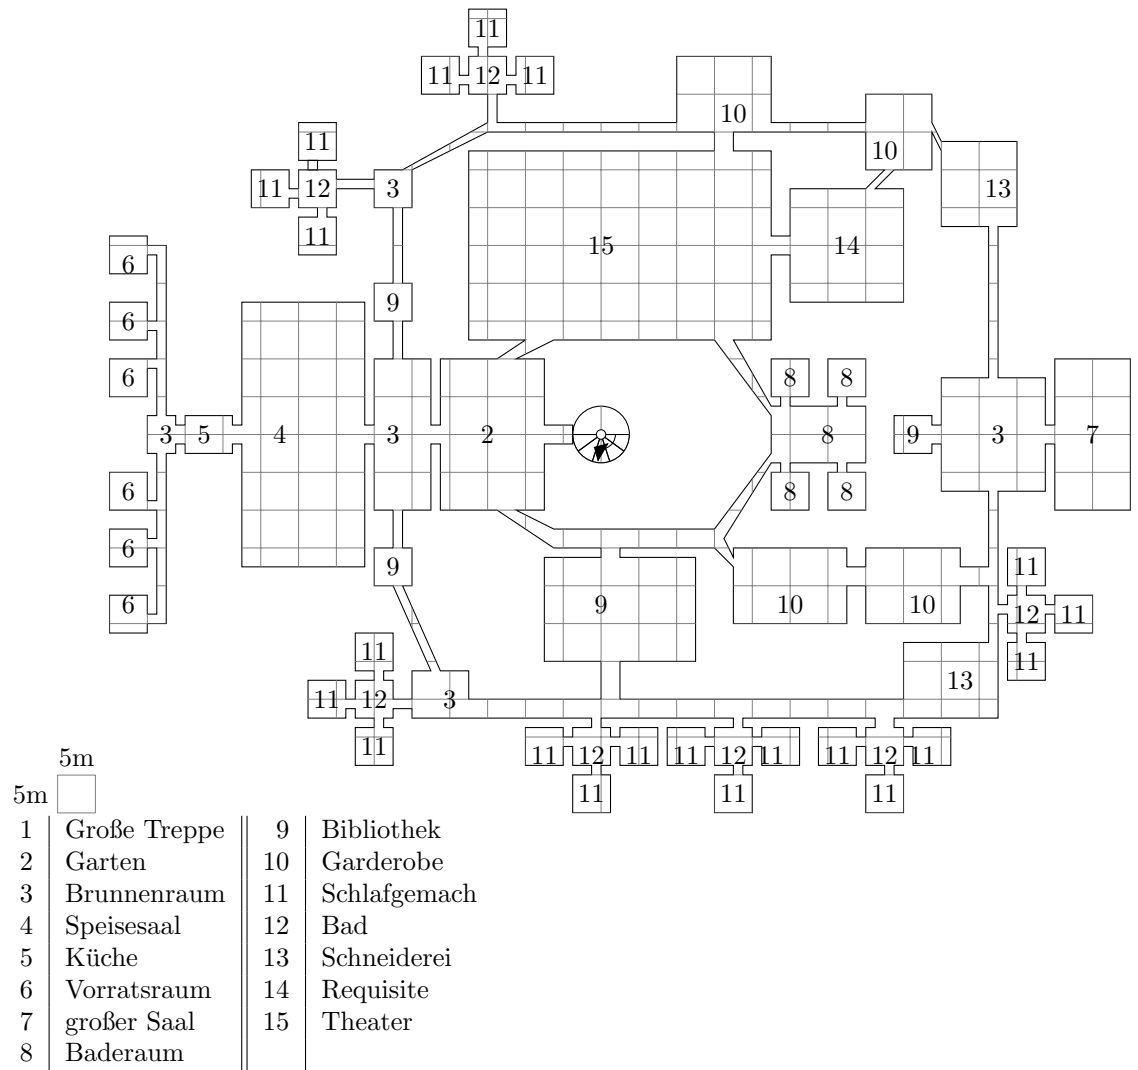 11
11 12 11
10
10
11
11 12 3
13
11
15
14
6
6
9
6
8 8
3 5 4 3 2
8
9 3 7
6
8 8
6
9
11
6
9
10 10
12 11
11
11
13
11 12 3
11
11 12 11
11 12 11
11 12 11
11 11 11
5m
5m
1 Große Treppe 9 Bibliothek
2 Garten 10 Garderobe
3 Brunnenraum 11 Schlafgemach
4 Speisesaal 12 Bad
5 Küche 13 Schneiderei
6 Vorratsraum 14 Requisite
7 großer Saal 15 Theater
8 Baderaum